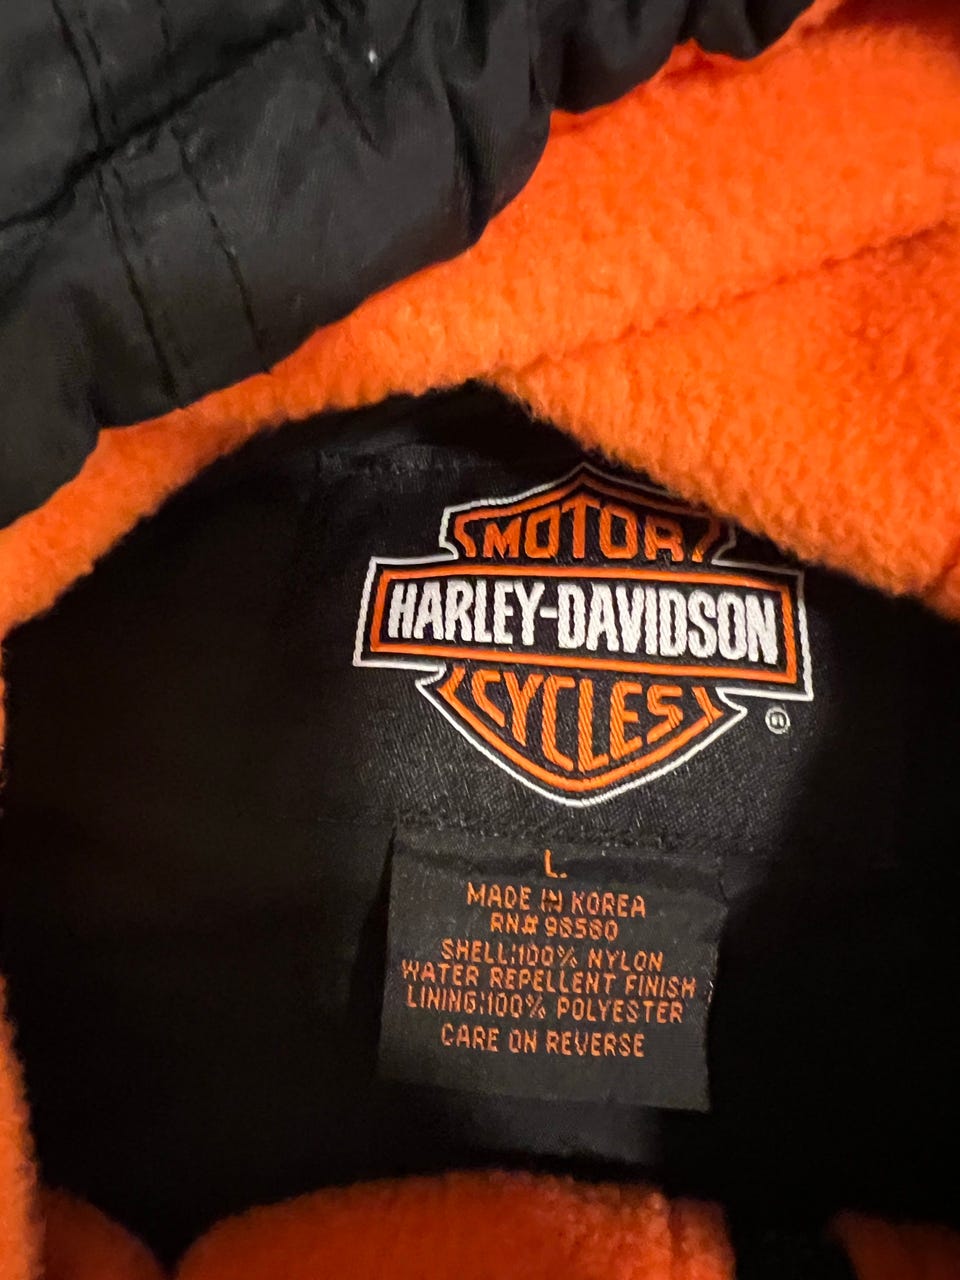 MOTOR
HARLEY-DAVIDSON
CYCLES
®
L.
MADE IN KOREA
RN# 98580
SHELL:100% NYLON
WATER REPELLENT FINISH
LINING:100% POLYESTER
CARE ON REVERSE